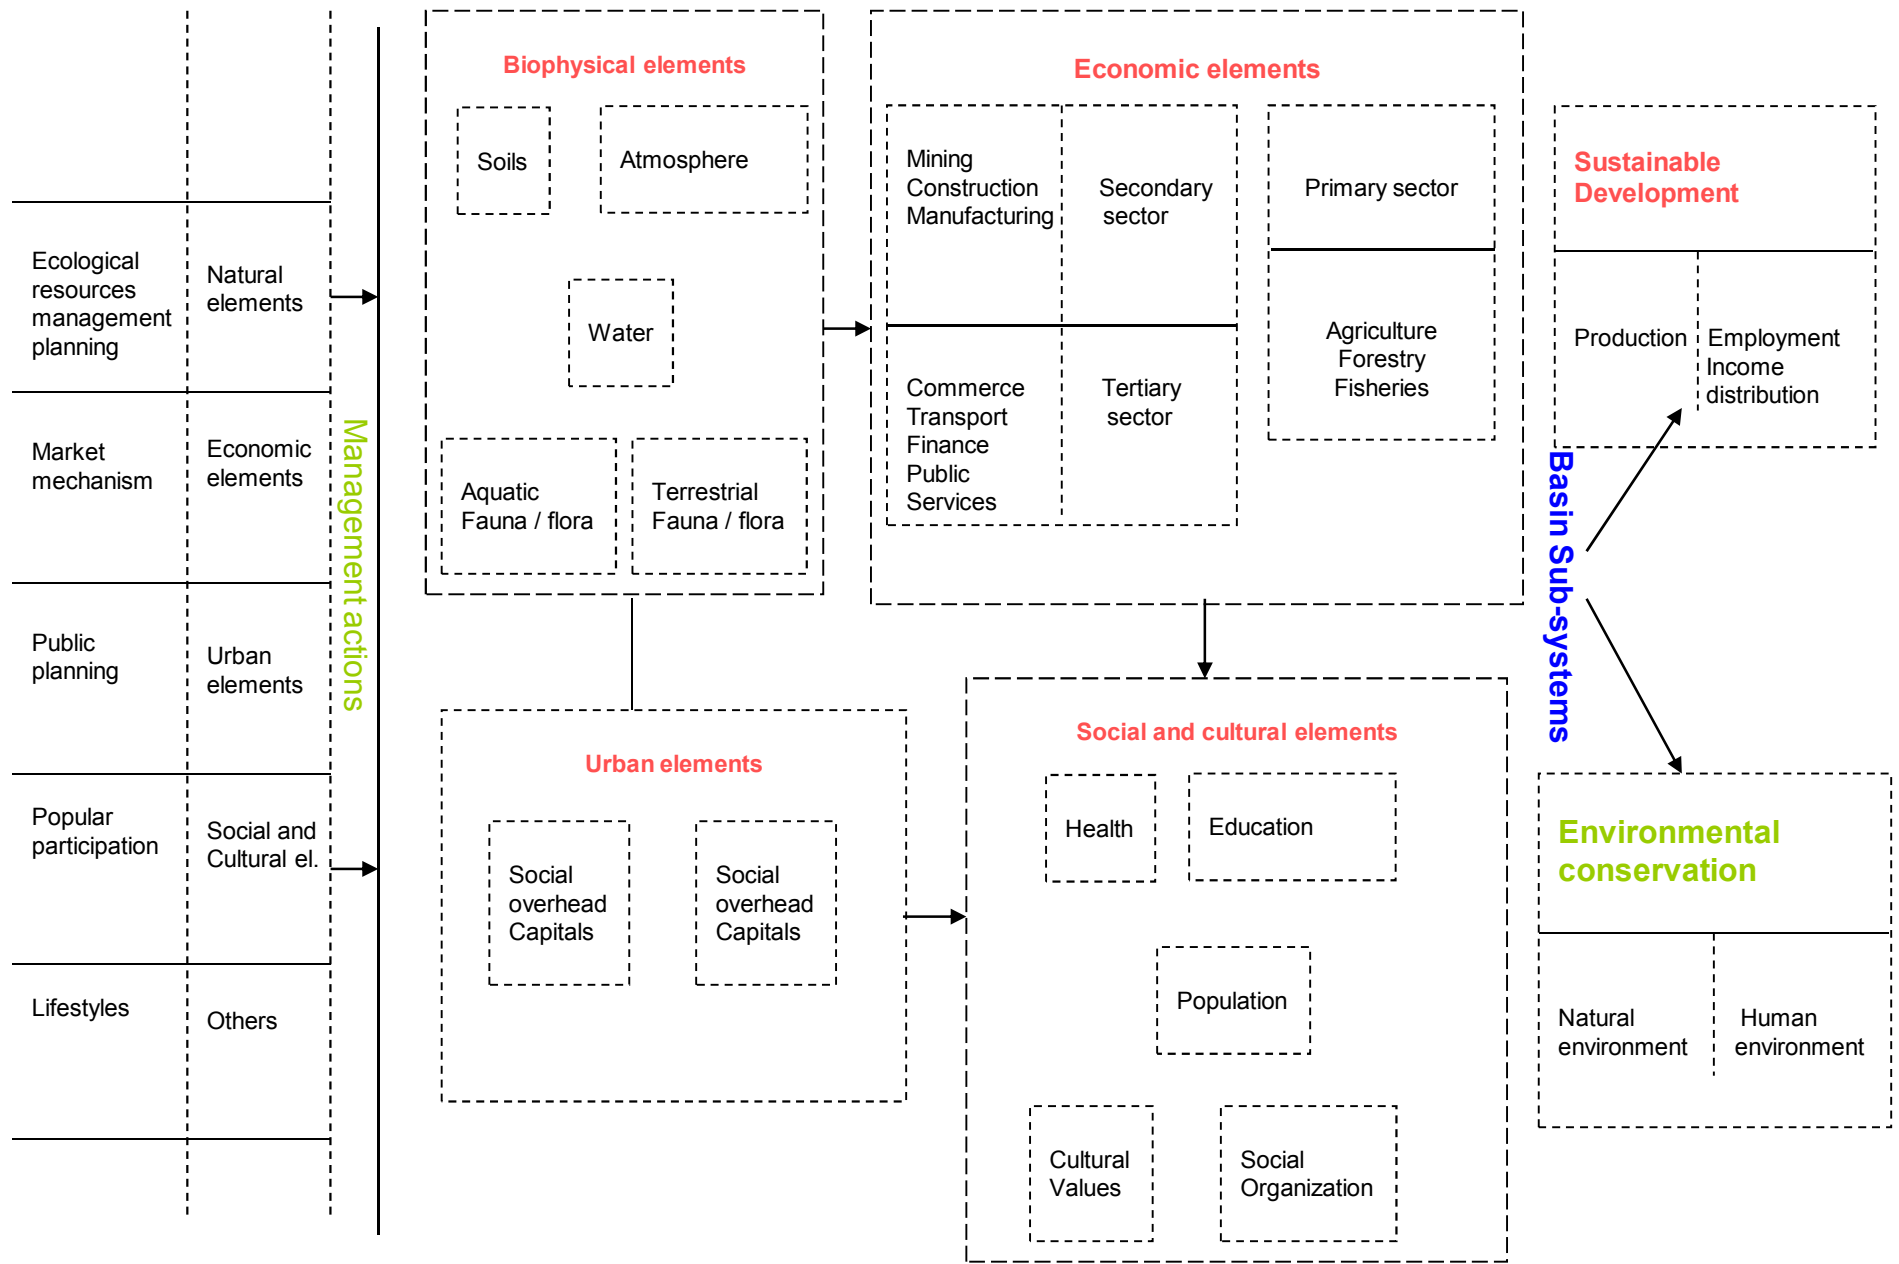 Ecological
resources
management
planning
Natural
elements
Market
mechanism
Economic
elements
Public
planning
Urban
elements
Popular
participation
Social and
Cultural el.
Lifestyles
Others
Management actions
Biophysical elements
Soils
Atmosphere
Water
Aquatic
Fauna / flora
Terrestrial
Fauna / flora
Economic elements
Mining
Construction
Manufacturing
Secondary
sector
Commerce
Transport
Finance
Public
Services
Tertiary
sector
Primary sector
Agriculture
Forestry
Fisheries
Urban elements
Social
overhead
Capitals
Social
overhead
Capitals
Social and cultural elements
Health
Education
Population
Cultural
Values
Social
Organization
Basin Sub-systems
Sustainable
Development
Production
Employment
Income
distribution
Environmental
conservation
Natural
environment
Human
environment